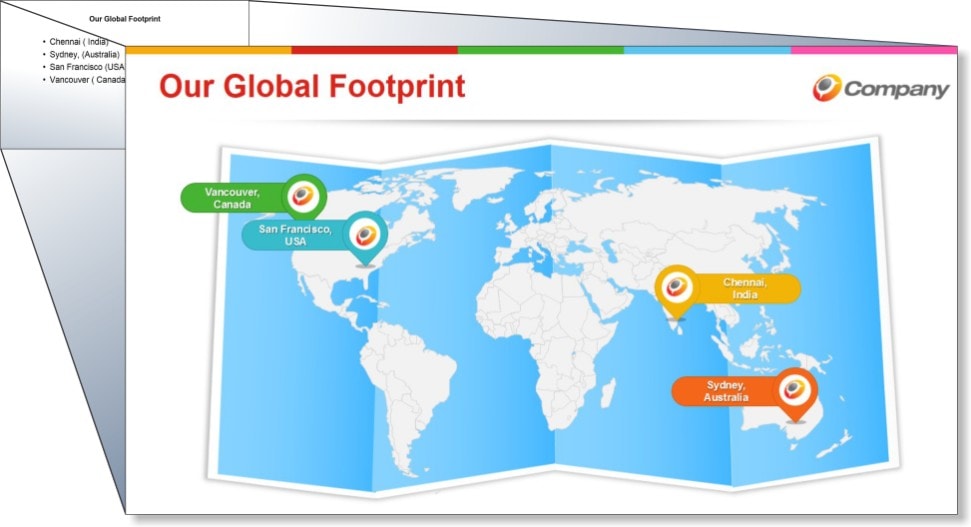 Our Global Footprint
• Chennai ( India)
• Sydney, (Australia)
• San Francisco (USA
• Vancouver ( Canada
Our Global Footprint
Company
Vancouver,
Canada
San Francisco,
USA
Chennai,
India
Sydney,
Australia